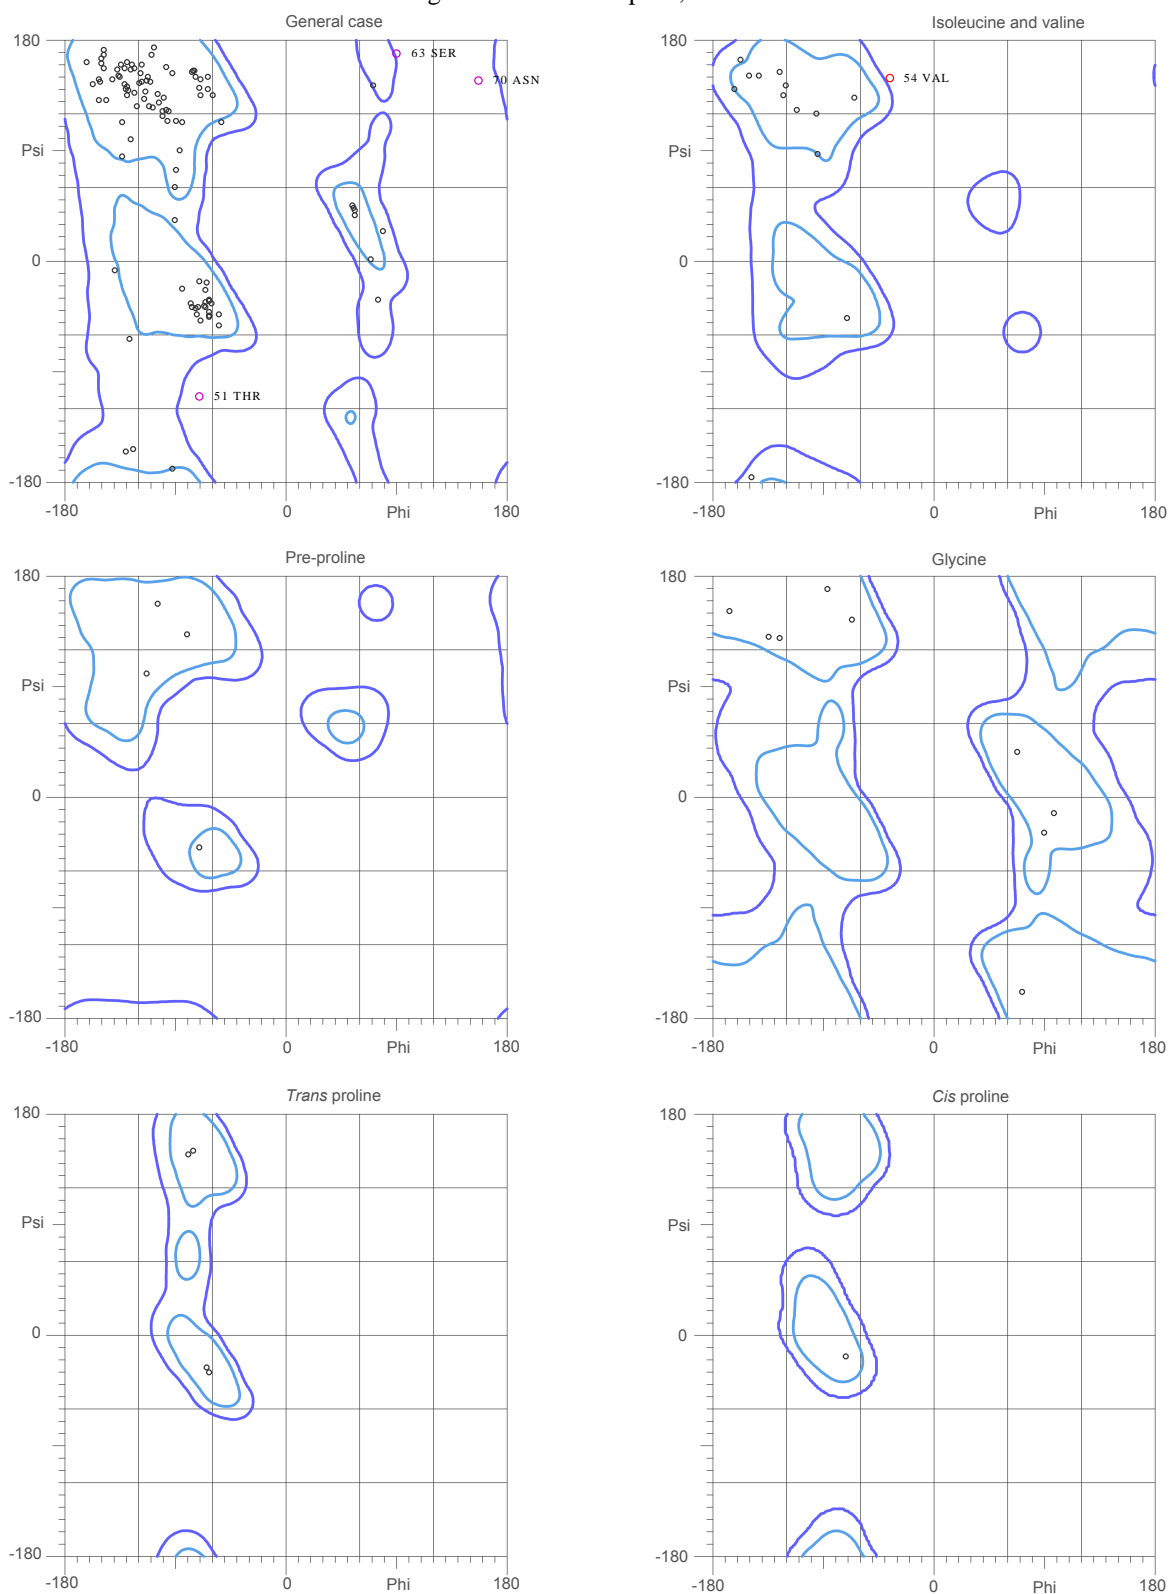 General case
Isoleucine and valine
180
Psi
0
-180
-180
0
Phi
180
63 SER
70 ASN
51 THR
180
Psi
0
-180
-180
0
Phi
180
54 VAL
Pre-proline
Glycine
180
Psi
0
-180
-180
0
Phi
180
180
Psi
0
-180
-180
0
Phi
180
Trans proline
Cis proline
180
Psi
0
-180
-180
0
Phi
180
180
Psi
0
-180
-180
0
Phi
180